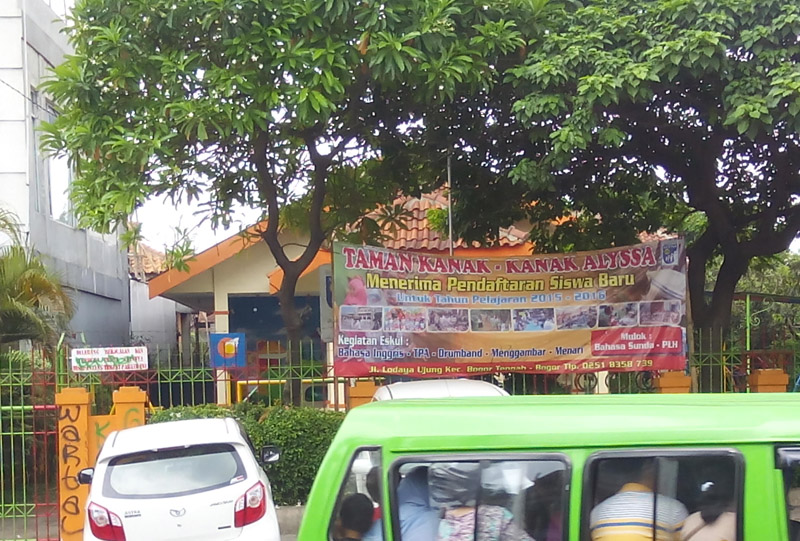 TAMAN KANAK - KANAK ALYSSA
Menerima Pendaftaran Siswa Baru
Untuk Tahun Pelajaran 2015 - 2016
Kegiatan Eskul :
Bahasa Inggris - TPA - Drumband - Menggambar - Menari
Mulok :
Bahasa Sunda - PLH
JL. Lodaya Ujung Kec. Bogor Tengah - Bogor Tlp. 0251 8358 739